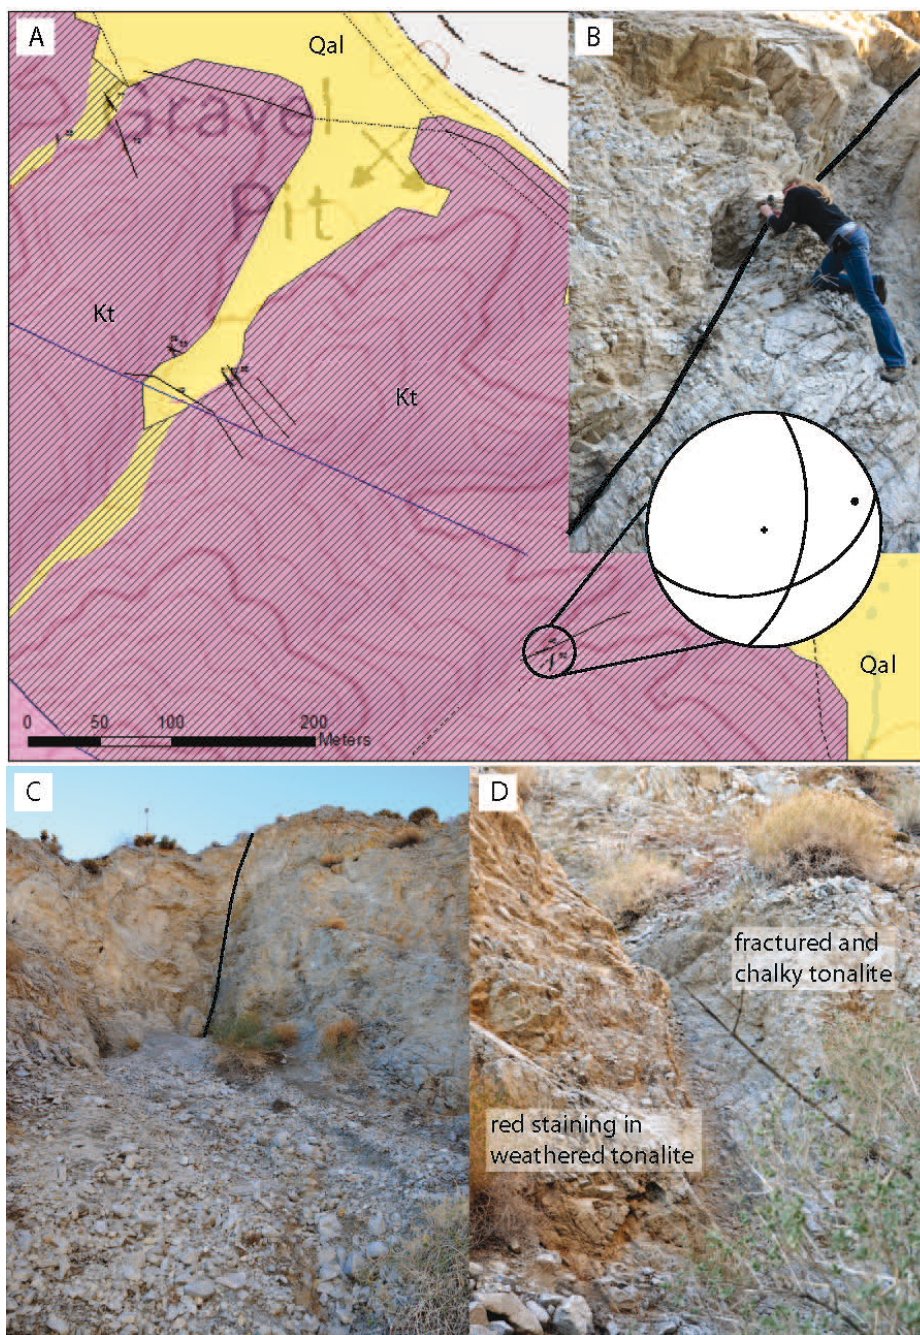 A
Qal
B
Gravel
Pit
Kt
Kt
Qal
0 50 100 200
Meters
C
D
fractured and
chalky tonalite
red staining in
weathered tonalite